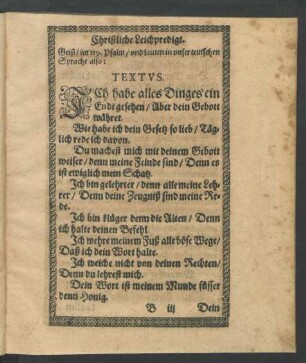 Christliche Leichpredigt.
Geist / im 119. Psalm / und lauten in unser teutschen
Sprache also:
TEXTVS.
ICh habe alles Dinges ein
Ende gesehen / Aber dein Gebott
währet.
Wie habe ich dein Gesetz so lieb / Täg-
lich rede ich davon.
Du machest mich mit deinem Gebott
weiser / denn meine Feinde sind / Denn es
ist ewiglich mein Schatz.
Ich bin gelehrter / denn alle meine Leh-
rer / Denn deine Zeugniß sind meine Re-
de.
Ich bin klüger denn die Alten / Denn
ich halte deinen Befehl.
Ich wehre meinem Fuß alle böse Wege /
Daß ich dein Wort halte.
Ich weiche nicht von deinen Rechten /
Denn du lehrest mich.
Dein Wort ist meinem Munde süsser
denn Honig.
B iij Dein